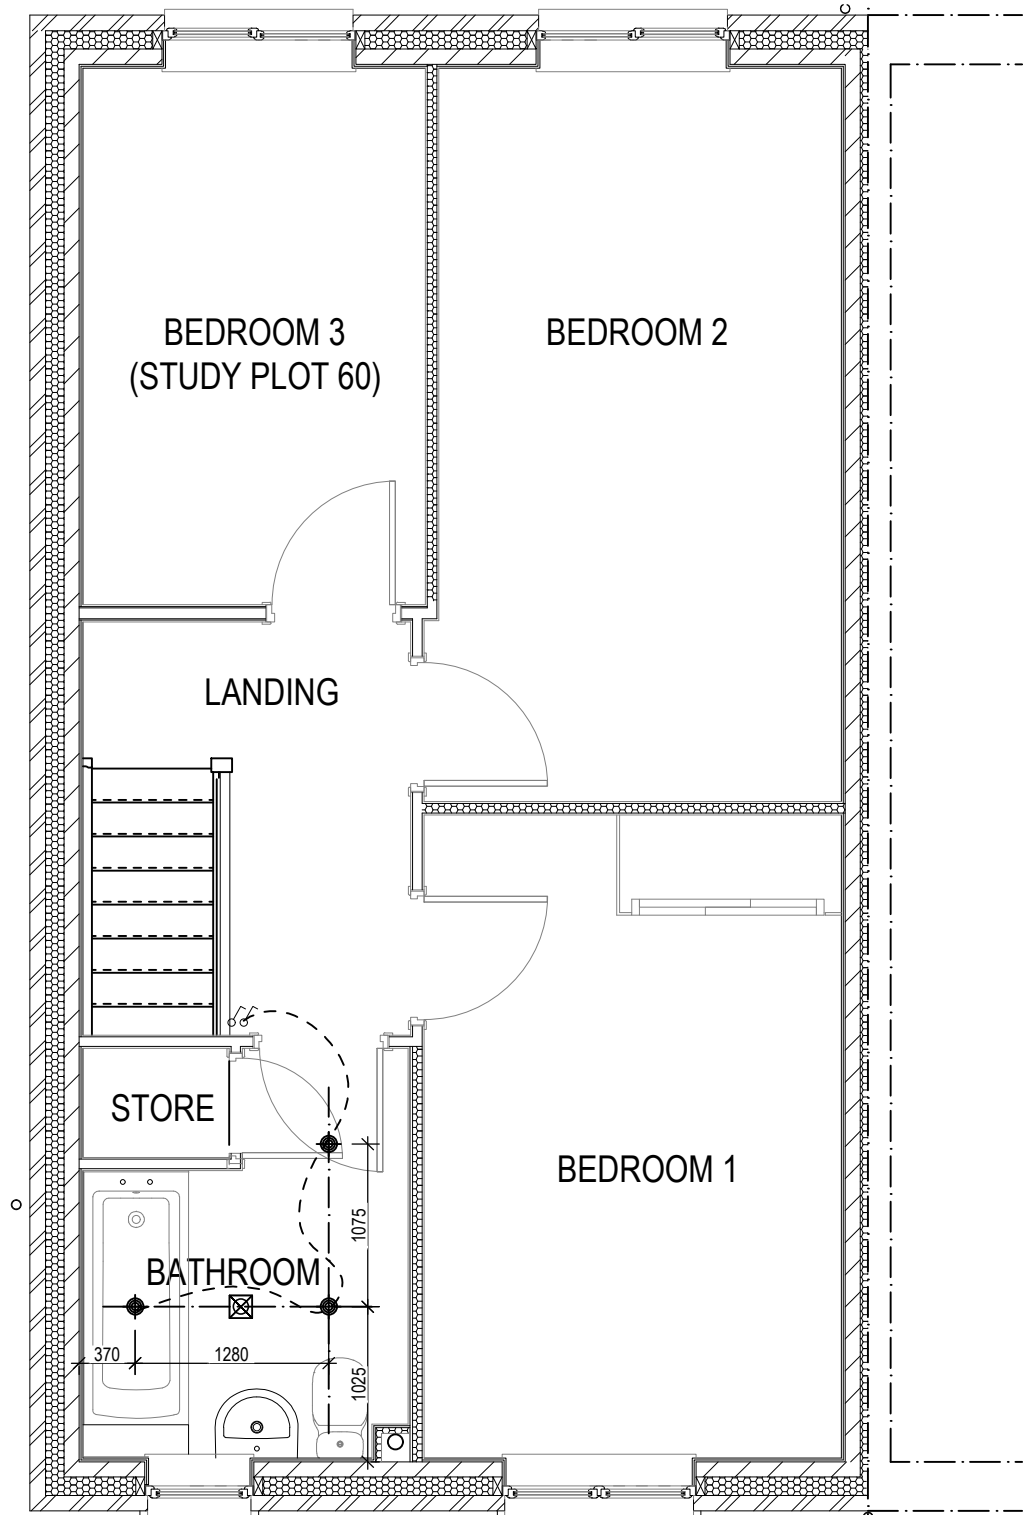 BEDROOM 3
(STUDY PLOT 60)
BEDROOM 2
LANDING
STORE
BEDROOM 1
1075
BATHROOM
370
1280
1025